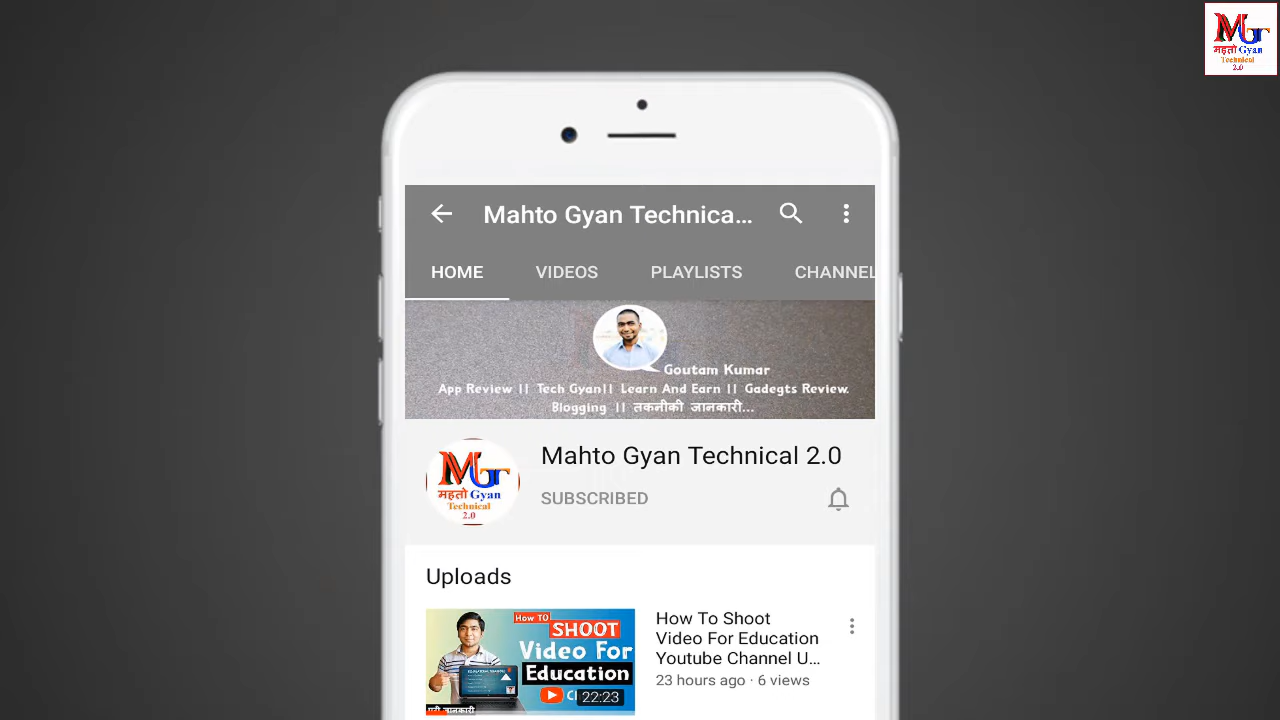 MGT
महतो Gyan
Technical
2.0
Mahto Gyan Technica...
HOME VIDEOS PLAYLISTS CHANNEL
Goutam Kumar
App Review || Tech Gyan|| Learn And Earn || Gadegts Review.
Blogging || तकनीकी जानकारी...
Mahto Gyan Technical 2.0
SUBSCRIBED
MGT
महतो Gyan
Technical
2.0
Uploads
How TO
SHOOT
Video For
Education
22:23
How To Shoot
Video For Education
Youtube Channel U...
23 hours ago · 6 views